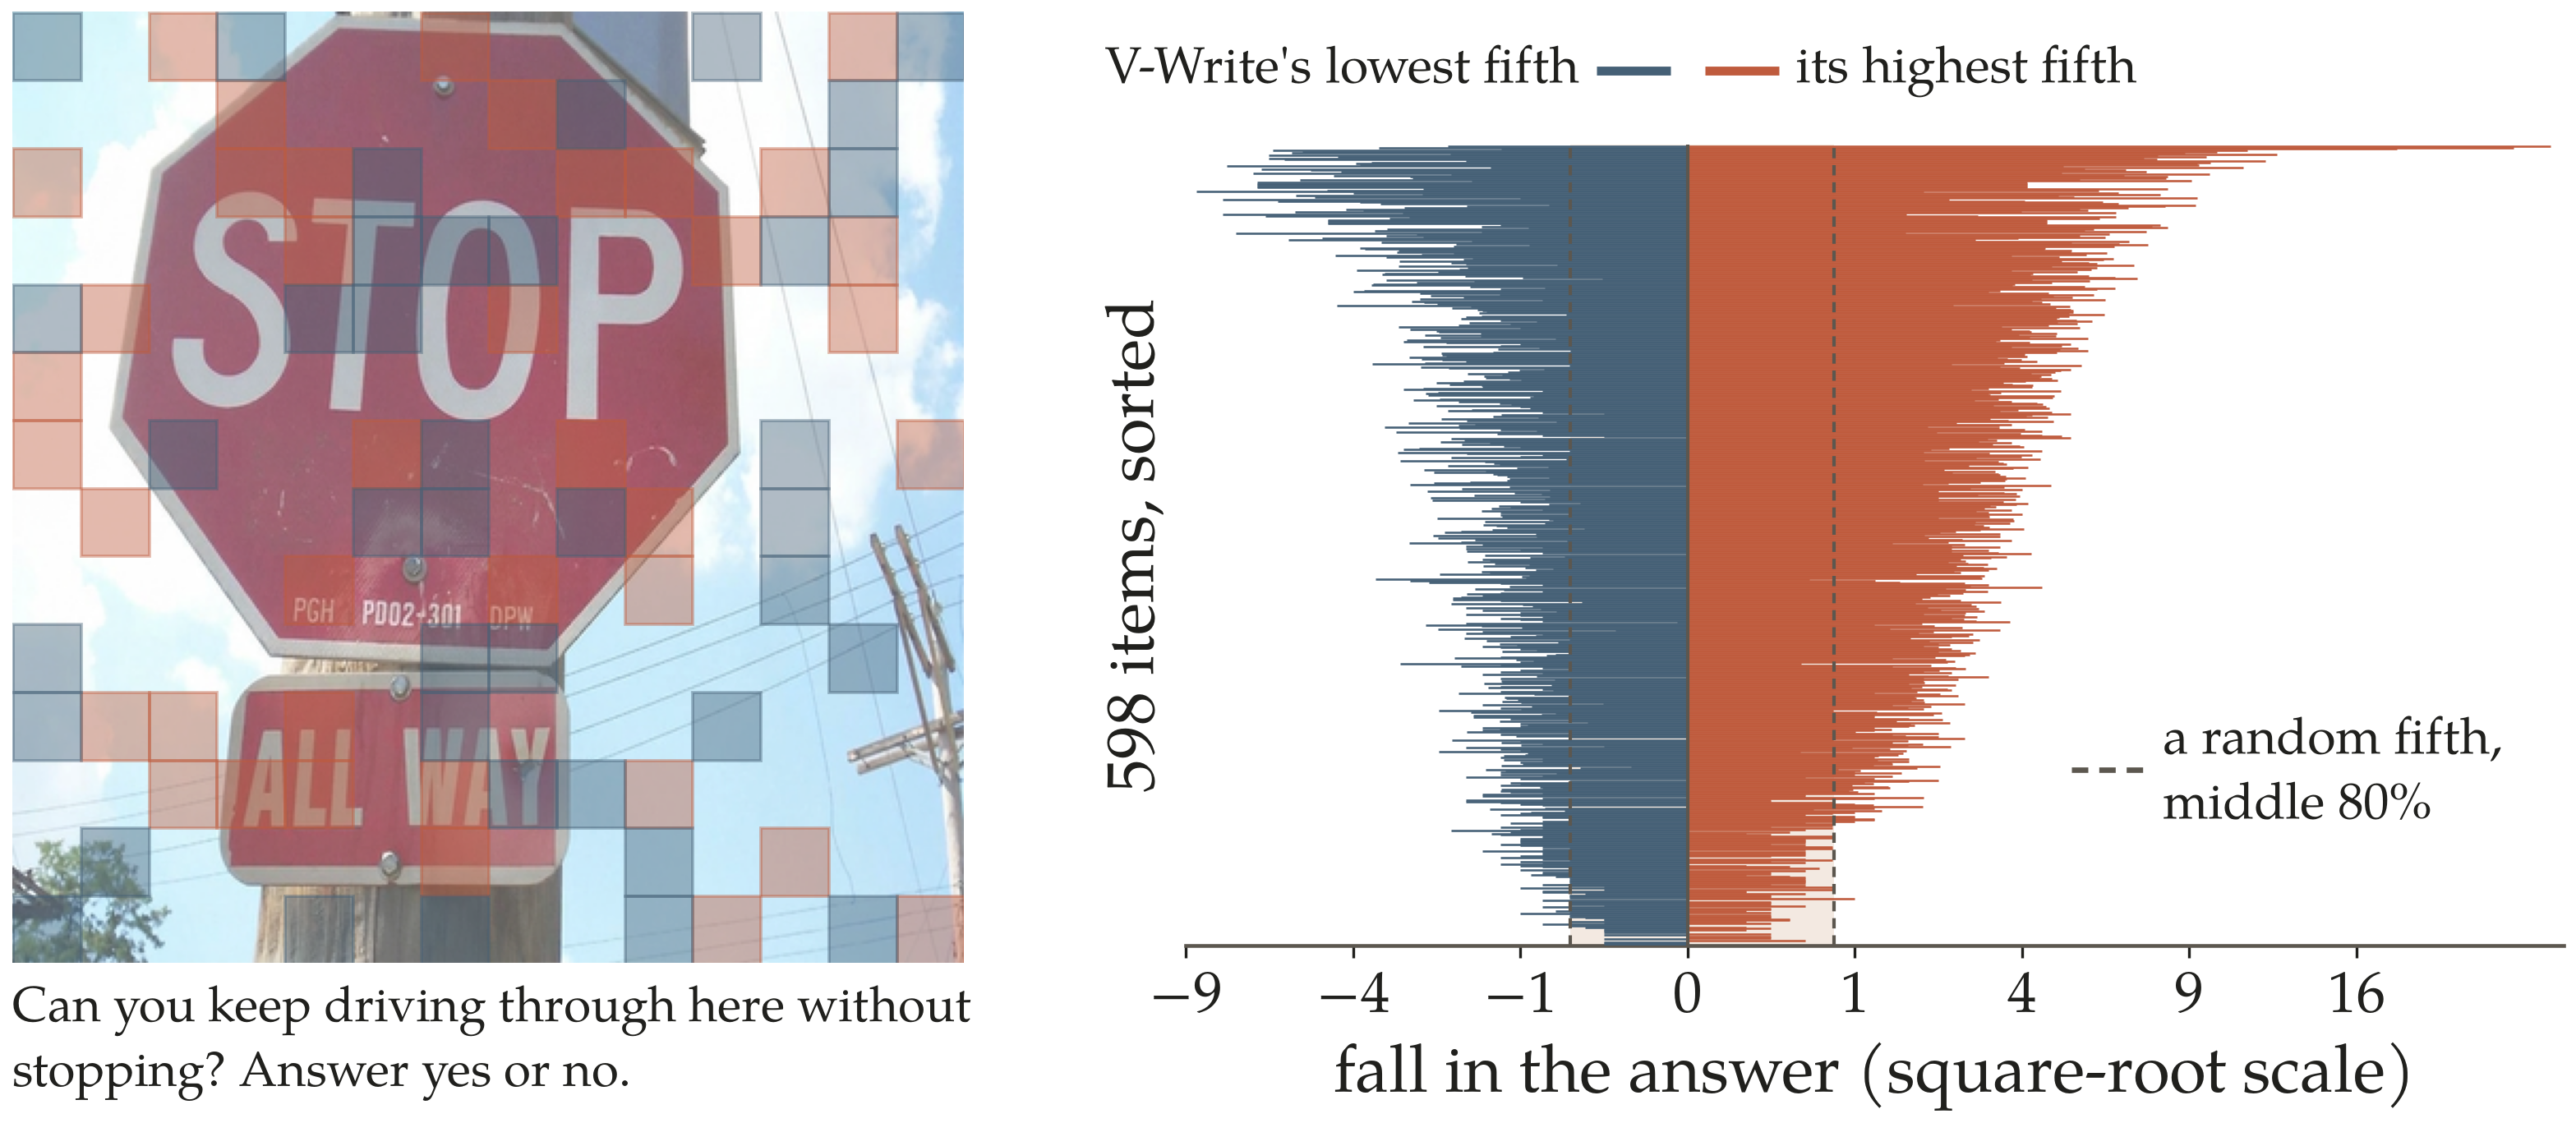 STOP
PGH PD02-301 DPW
ALL WAY
Can you keep driving through here without
stopping? Answer yes or no.
V-Write's lowest fifth
its highest fifth
598 items, sorted
a random fifth,
middle 80%
−9 −4 −1 0 1 4 9 16
fall in the answer (square-root scale)